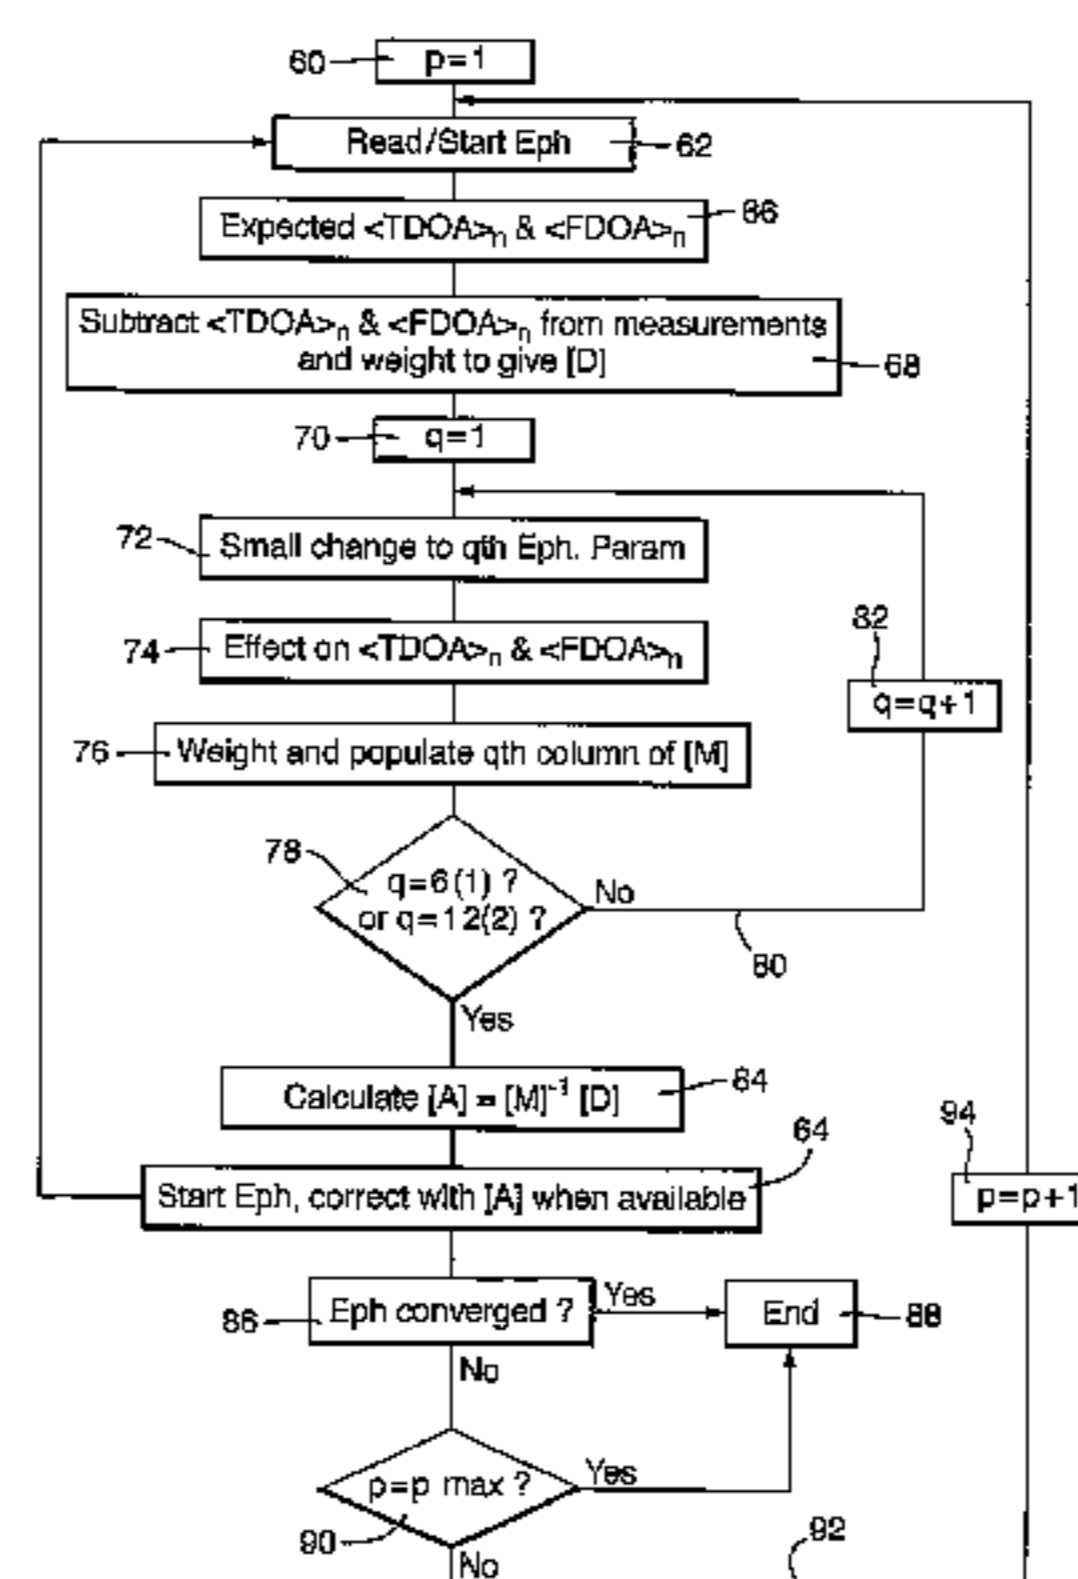 60 p=1
Read/Start Eph 62
Expected <TDOA>n & <FDOA>n 66
Subtract <TDOA>n & <FDOA>n from measurements
and weight to give [D] 68
70 q=1
72 Small change to qth Eph. Param
74 Effect on <TDOA>n & <FDOA>n
82
q=q+1
76 Weight and populate qth column of [M]
78 q=6(1) ?
or q=12(2) ?
No
80
Yes
Calculate [A] = [M]-1 [D] 84
64
Start Eph, correct with [A] when available
94
p=p+1
86 Eph converged ? Yes
End 88
No
p=p max ? Yes
90
No
92